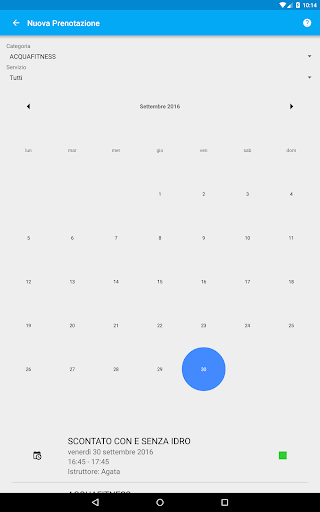 10:14
Nuova Prenotazione
Categoria
ACQUAFITNESS
Servizio
Tutti
Settembre 2016
lun mar mer gio ven sab dom
1 2 3 4
5 6 7 8 9 10 11
12 13 14 15 16 17 18
19 20 21 22 23 24 25
26 27 28 29 30
SCONTATO CON E SENZA IDRO
venerdì 30 settembre 2016
16:45 - 17:45
Istruttore: Agata
ACQUAFITNESS